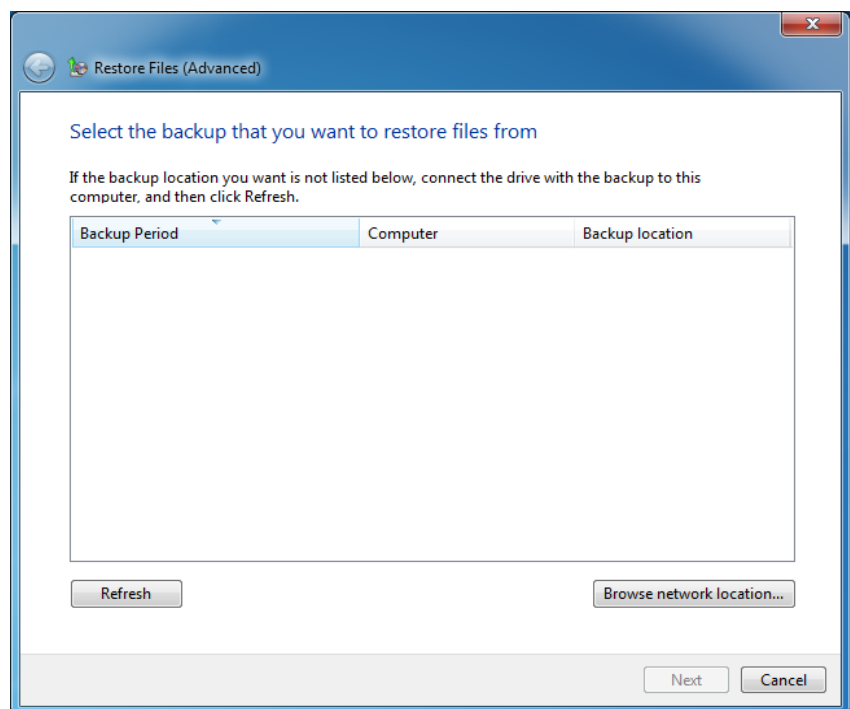 Restore Files (Advanced)
Select the backup that you want to restore files from
If the backup location you want is not listed below, connect the drive with the backup to this
computer, and then click Refresh.
Backup Period Computer Backup location
Refresh Browse network location...
Next Cancel